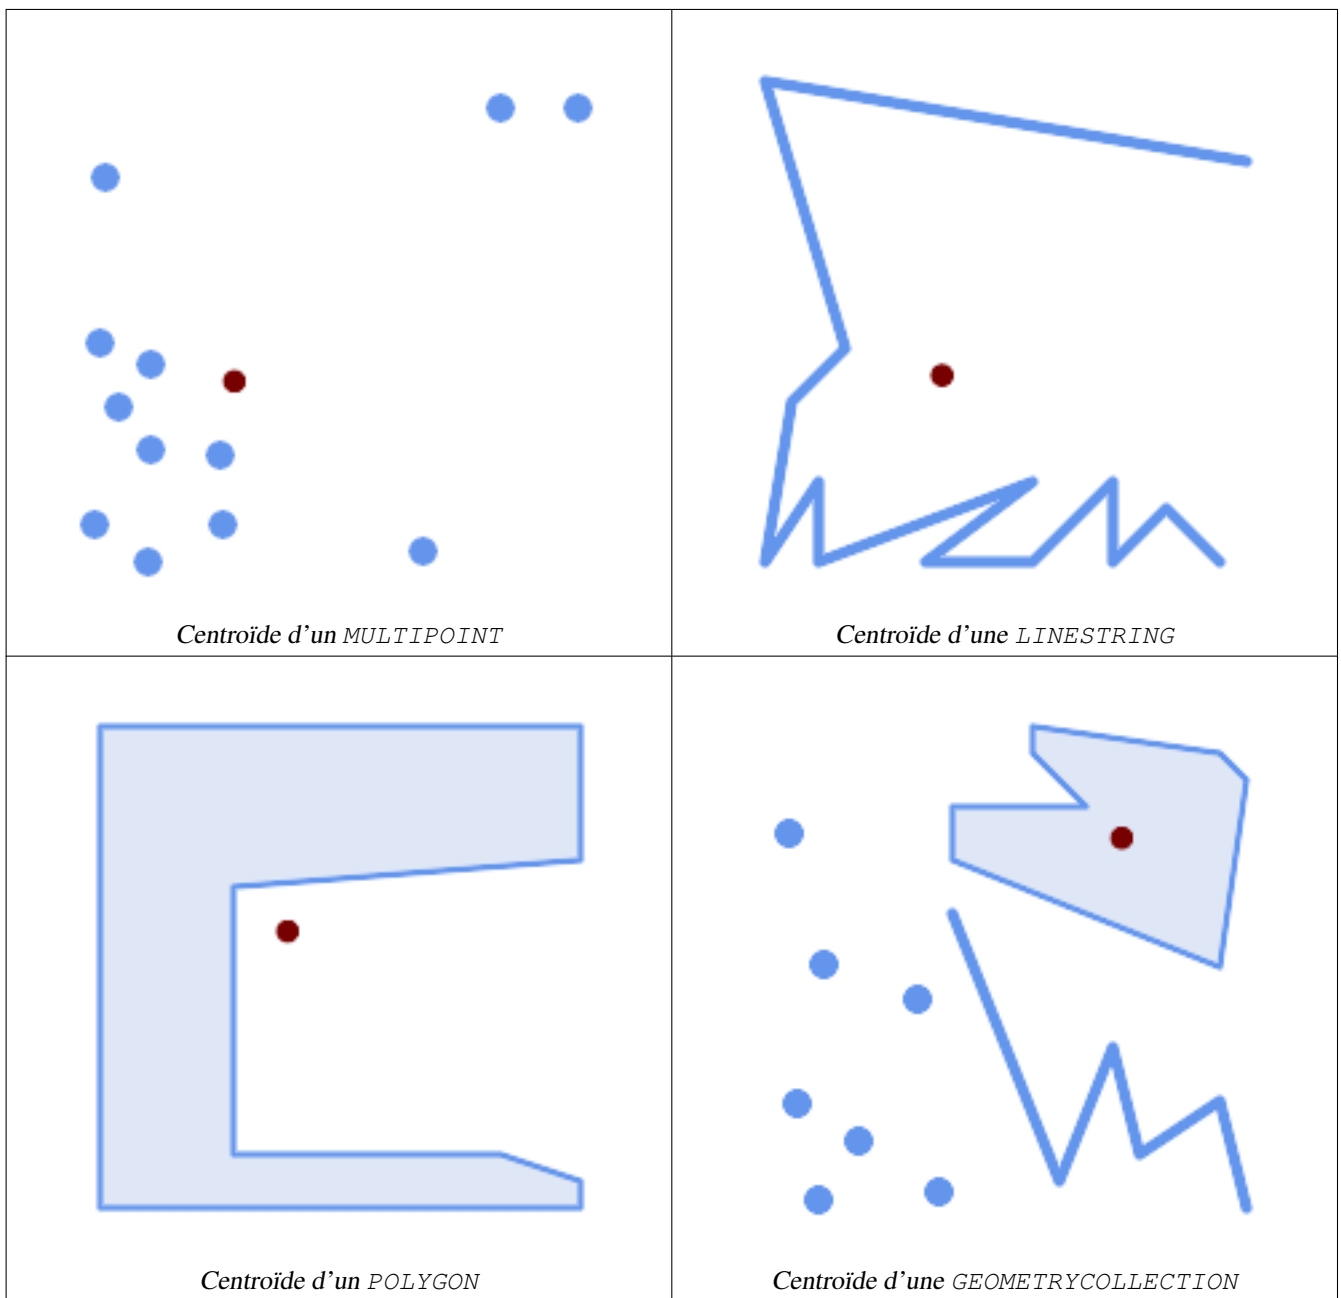 Centroïde d'un MULTIPOINT
Centroïde d'une LINESTRING
Centroïde d'un POLYGON
Centroïde d'une GEOMETRYCOLLECTION